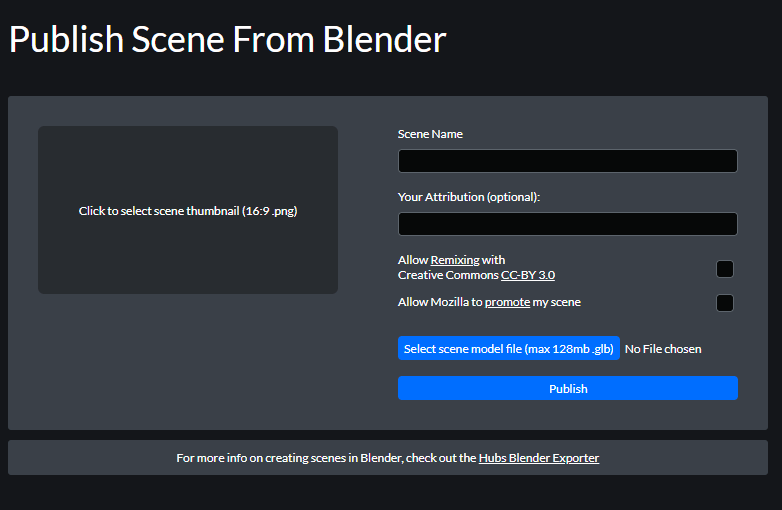 Publish Scene From Blender
Click to select scene thumbnail (16:9 .png)
Scene Name
Your Attribution (optional):
Allow Remixing with
Creative Commons CC-BY 3.0
Allow Mozilla to promote my scene
Select scene model file (max 128mb .glb) No File chosen
Publish
For more info on creating scenes in Blender, check out the Hubs Blender Exporter